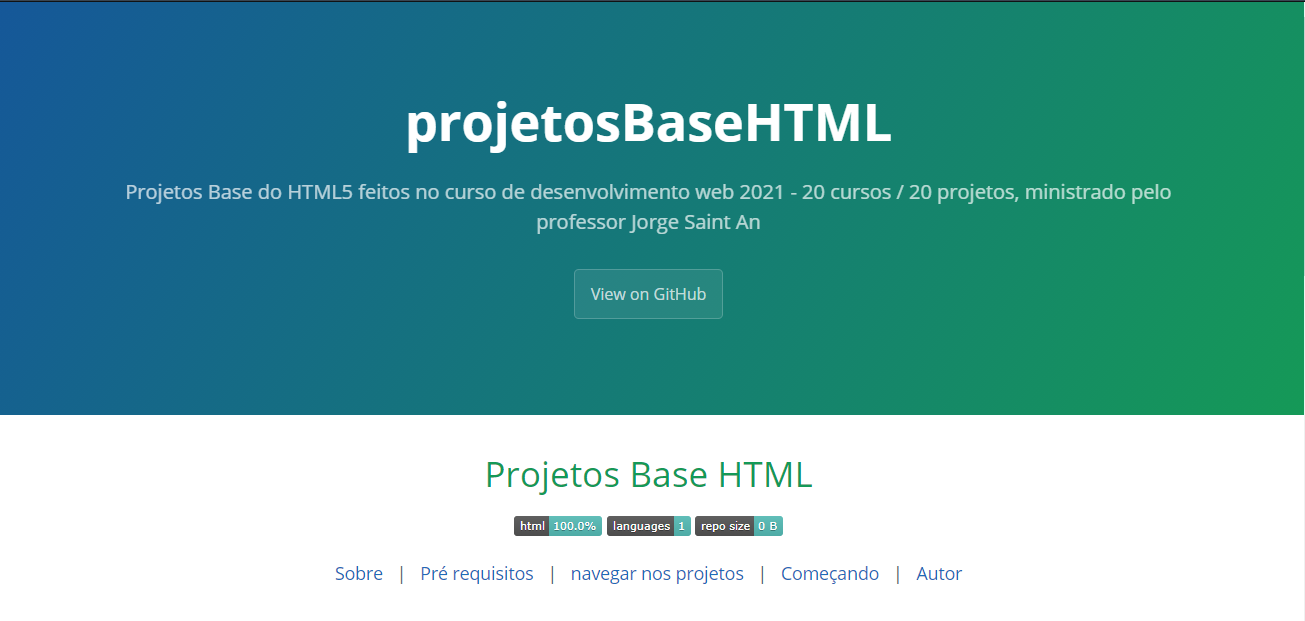 projetosBaseHTML
Projetos Base do HTML5 feitos no curso de desenvolvimento web 2021 - 20 cursos / 20 projetos, ministrado pelo
professor Jorge Saint An
View on GitHub
Projetos Base HTML
html 100.0% languages 1 repo size 0 B
Sobre | Pré requisitos | navegar nos projetos | Começando | Autor